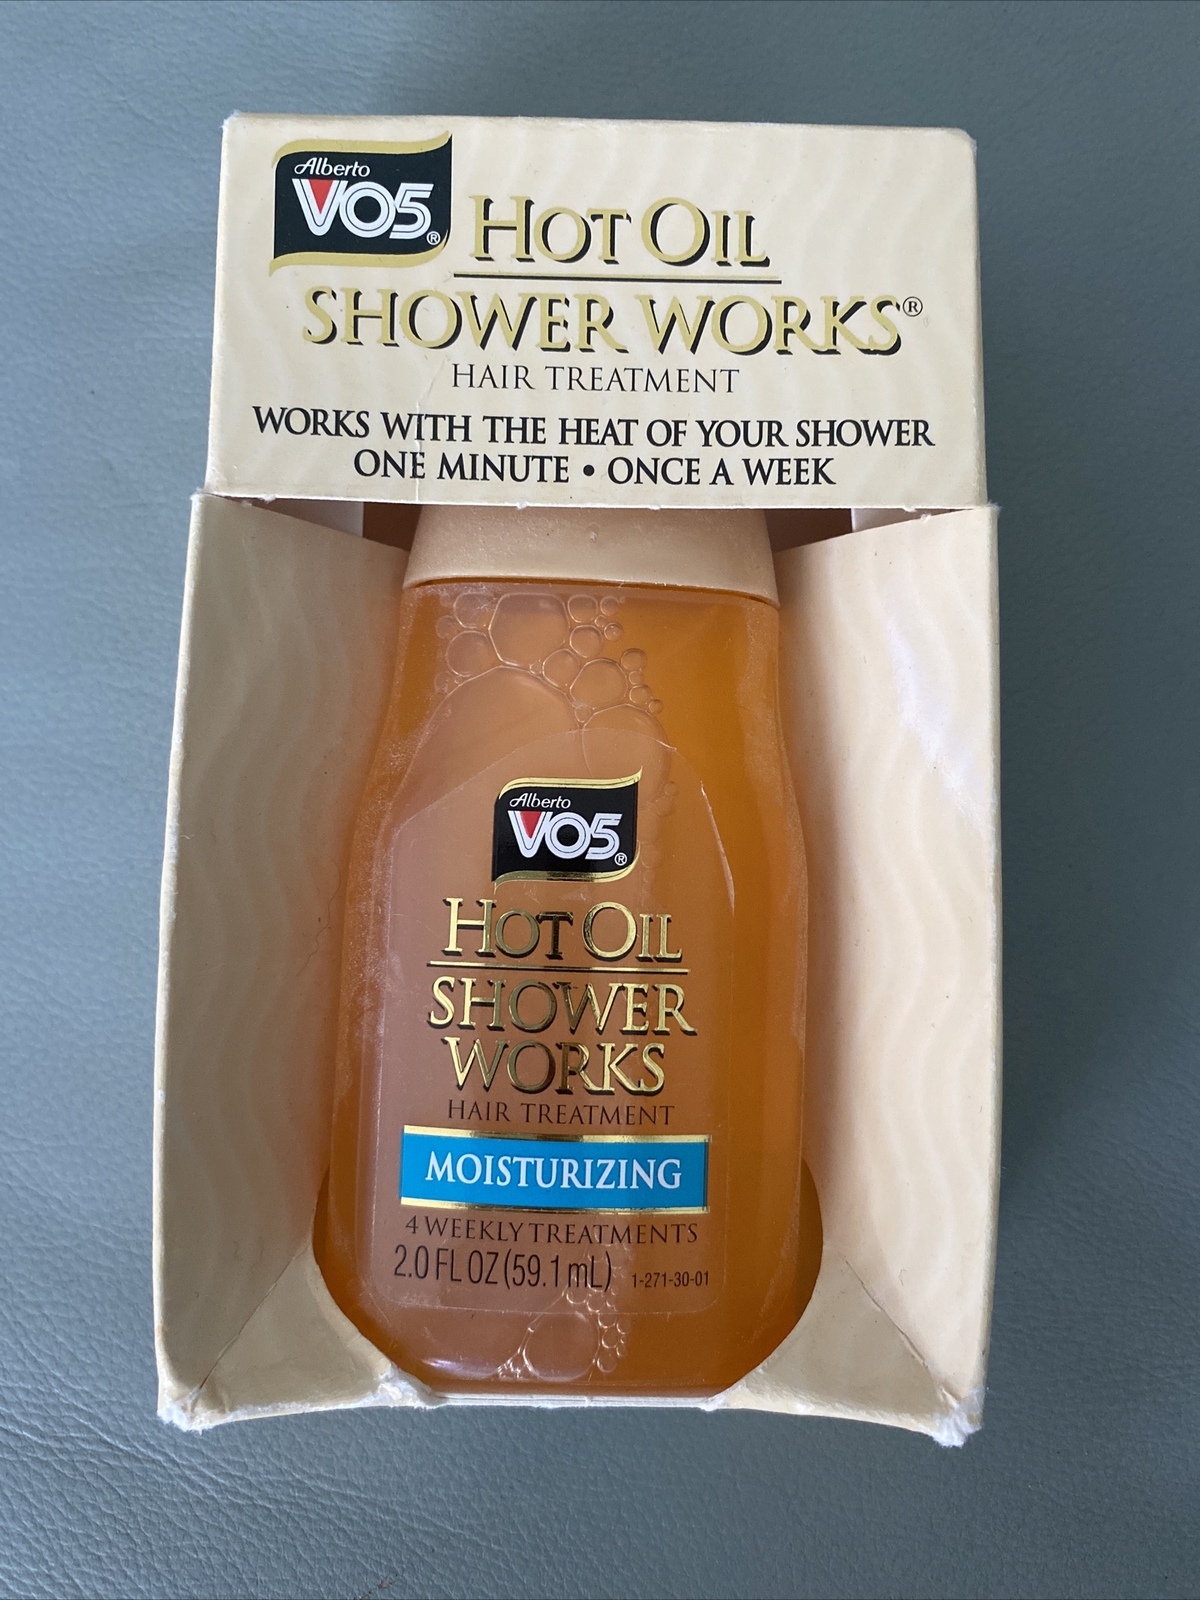 Alberto
VO5®
HOT OIL
SHOWER WORKS®
HAIR TREATMENT
WORKS WITH THE HEAT OF YOUR SHOWER
ONE MINUTE • ONCE A WEEK
Alberto
VO5®
HOT OIL
SHOWER
WORKS
HAIR TREATMENT
MOISTURIZING
4 WEEKLY TREATMENTS
2.0 FL OZ (59.1 mL) 1-271-30-01